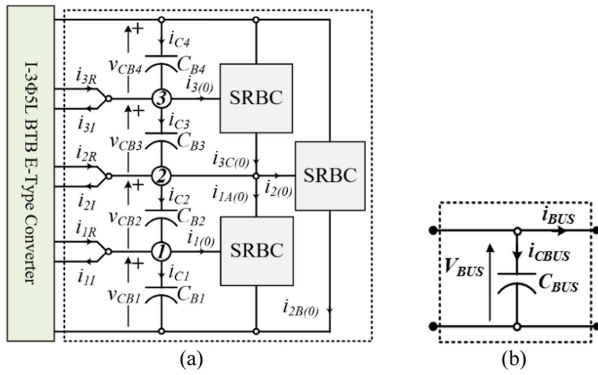 I-3Φ5L BTB E-Type Converter
i3R
i3I
i2R
i2I
i1R
i1I
vCB4
+
iC4
CB4
3
i3(0)
SRBC
vCB3
+
iC3
CB3
i3C(0)
2
i2(0)
SRBC
vCB2
+
iC2
CB2
i1A(0)
1
i1(0)
SRBC
vCB1
+
iC1
CB1
i2B(0)
(a)
iBUS
iCBUS
VBUS
CBUS
(b)